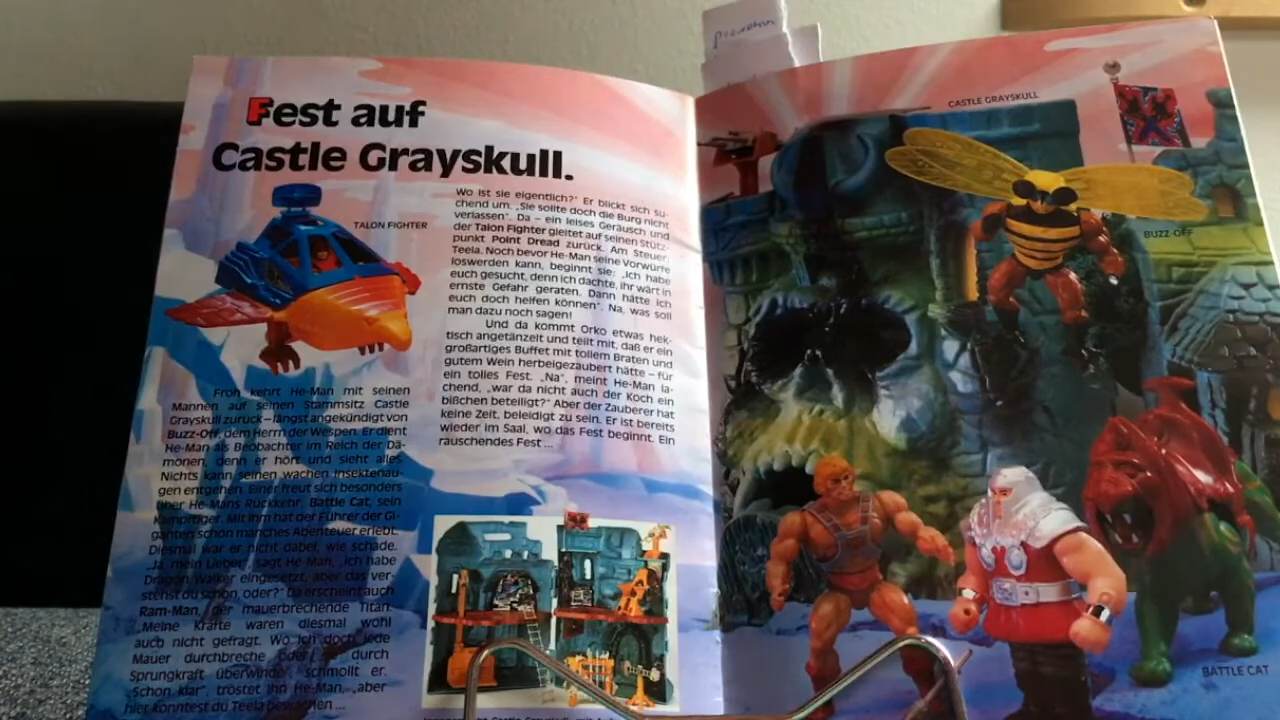 Fest auf
Castle Grayskull.
TALON FIGHTER
Froh kehrt He-Man mit seinen
Mannen auf seinen Stammsitz Castle
Grayskull zurück – längst angekündigt von
Buzz-Off, dem Herrn der Wespen. Er dient
He-Man als Beobachter im Reich der Dä-
monen, denn er hört und sieht alles.
Nichts kann seinen wachen Insektenau-
gen entgehen. Einer freut sich besonders
über He-Mans Rückkehr: Battle Cat, sein
Kampftiger. Mit ihm hat der Führer der Gi-
ganten schon manches Abenteuer erlebt.
Diesmal war er nicht dabei, wie schade.
„Ja, mein Lieber", sagt He-Man, „ich habe
Dragon Walker eingesetzt, aber das ver-
stehst du schon, oder?" Da erscheint auch
Ram-Man, der mauerbrechende Titan.
„Meine Kräfte waren diesmal wohl
auch nicht gefragt. Wo ich doch jede
Mauer durchbreche oder durch
Sprungkraft überwinde", schmollt er.
„Schon klar", tröstet ihn He-Man, „aber
hier konntest du Teela bewachen ...
Wo ist sie eigentlich?" Er blickt sich su-
chend um. „Sie sollte doch die Burg nicht
verlassen". Da – ein leises Geräusch und
der Talon Fighter gleitet auf seinen Stütz-
punkt Point Dread zurück. Am Steuer:
Teela. Noch bevor He-Man seine Vorwürfe
loswerden kann, beginnt sie: „Ich habe
euch gesucht, denn ich dachte, ihr wärt in
ernste Gefahr geraten. Dann hätte ich
euch doch helfen können". Na, was soll
man dazu noch sagen!
Und da kommt Orko etwas hek-
tisch angetänzelt und teilt mit, daß er ein
großartiges Buffet mit tollem Braten und
gutem Wein herbeigezaubert hätte – für
ein tolles Fest. „Na", meint He-Man la-
chend, „war da nicht auch der Koch ein
bißchen beteiligt?" Aber der Zauberer hat
keine Zeit, beleidigt zu sein. Er ist bereits
wieder im Saal, wo das Fest beginnt. Ein
rauschendes Fest ...
CASTLE GRAYSKULL
BUZZ-OFF
BATTLE CAT